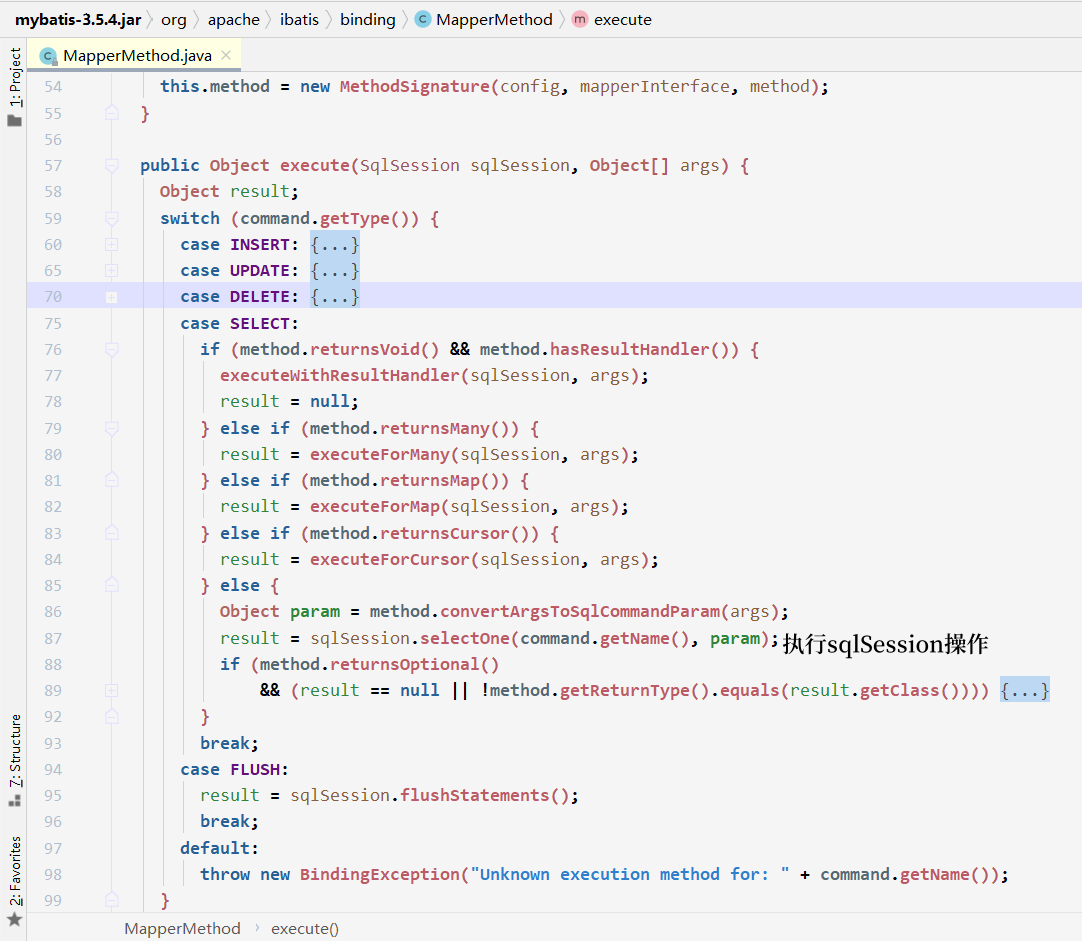 mybatis-3.5.4.jar org apache ibatis binding C MapperMethod m execute
C MapperMethod.java ×
1: Project
54 this.method = new MethodSignature(config, mapperInterface, method);
55 }
56
57 public Object execute(SqlSession sqlSession, Object[] args) {
58 Object result;
59 switch (command.getType()) {
60 case INSERT: {...}
65 case UPDATE: {...}
70 case DELETE: {...}
75 case SELECT:
76 if (method.returnsVoid() && method.hasResultHandler()) {
77 executeWithResultHandler(sqlSession, args);
78 result = null;
79 } else if (method.returnsMany()) {
80 result = executeForMany(sqlSession, args);
81 } else if (method.returnsMap()) {
82 result = executeForMap(sqlSession, args);
83 } else if (method.returnsCursor()) {
84 result = executeForCursor(sqlSession, args);
85 } else {
86 Object param = method.convertArgsToSqlCommandParam(args);
87 result = sqlSession.selectOne(command.getName(), param);执行sqlSession操作
88 if (method.returnsOptional()
89 && (result == null || !method.getReturnType().equals(result.getClass()))) {...}
92 }
93 break;
94 case FLUSH:
95 result = sqlSession.flushStatements();
96 break;
97 default:
98 throw new BindingException("Unknown execution method for: " + command.getName());
99 }
7: Structure
2: Favorites
MapperMethod › execute()